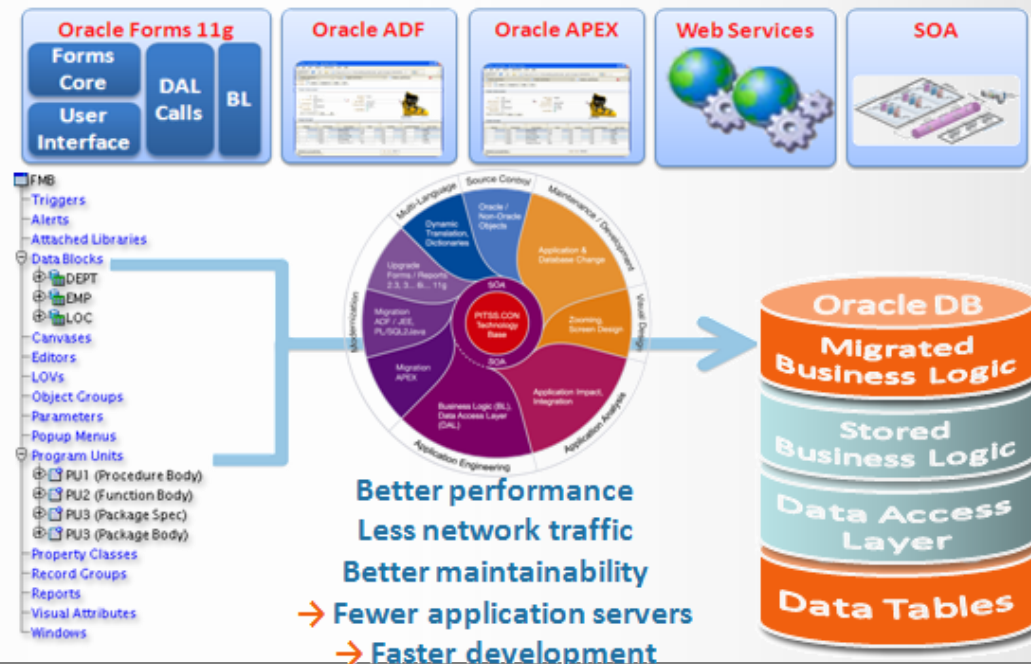 Oracle Forms 11g
Forms
Core
User
Interface
DAL
Calls
BL
Oracle ADF
Oracle APEX
Web Services
SOA
FMB
Triggers
Alerts
Attached Libraries
Data Blocks
DEPT
EMP
LOC
Canvases
Editors
LOVs
Object Groups
Parameters
Popup Menus
Program Units
PU1 (Procedure Body)
PU2 (Function Body)
PU3 (Package Spec)
PU3 (Package Body)
Property Classes
Record Groups
Reports
Visual Attributes
Windows
Multi-Language
Source Control
Maintenance / Development
Visual Design
Application Analysis
Application Engineering
Modernization
Dynamic
Translation,
Dictionaries
Oracle /
Non-Oracle
Objects
Application &
Database Change
Zooming,
Screen Design
Application Impact,
Integration
Business Logic (BL),
Data Access Layer
(DAL)
Migration
APEX
Migration
ADF / JEE,
PL/SQL2Java
Upgrade
Forms / Reports
2.3, 3... 6i... 11g
SOA
PITSS.CON
Technology
Base
SOA
Better performance
Less network traffic
Better maintainability
→ Fewer application servers
→ Faster development
Oracle DB
Migrated
Business Logic
Stored
Business Logic
Data Access
Layer
Data Tables